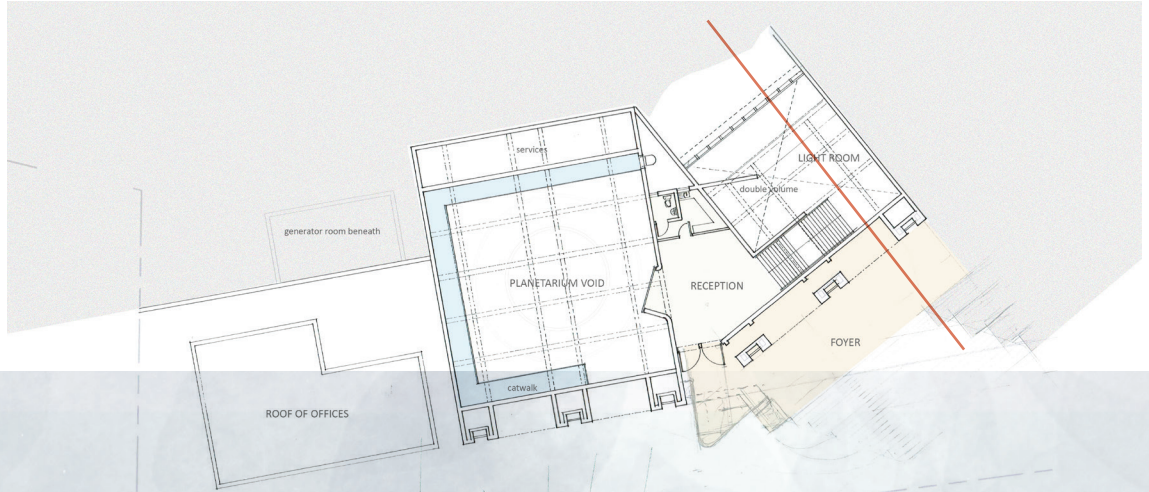 services
LIGHT ROOM
double volume
generator room beneath
PLANETARIUM VOID
RECEPTION
FOYER
catwalk
ROOF OF OFFICES